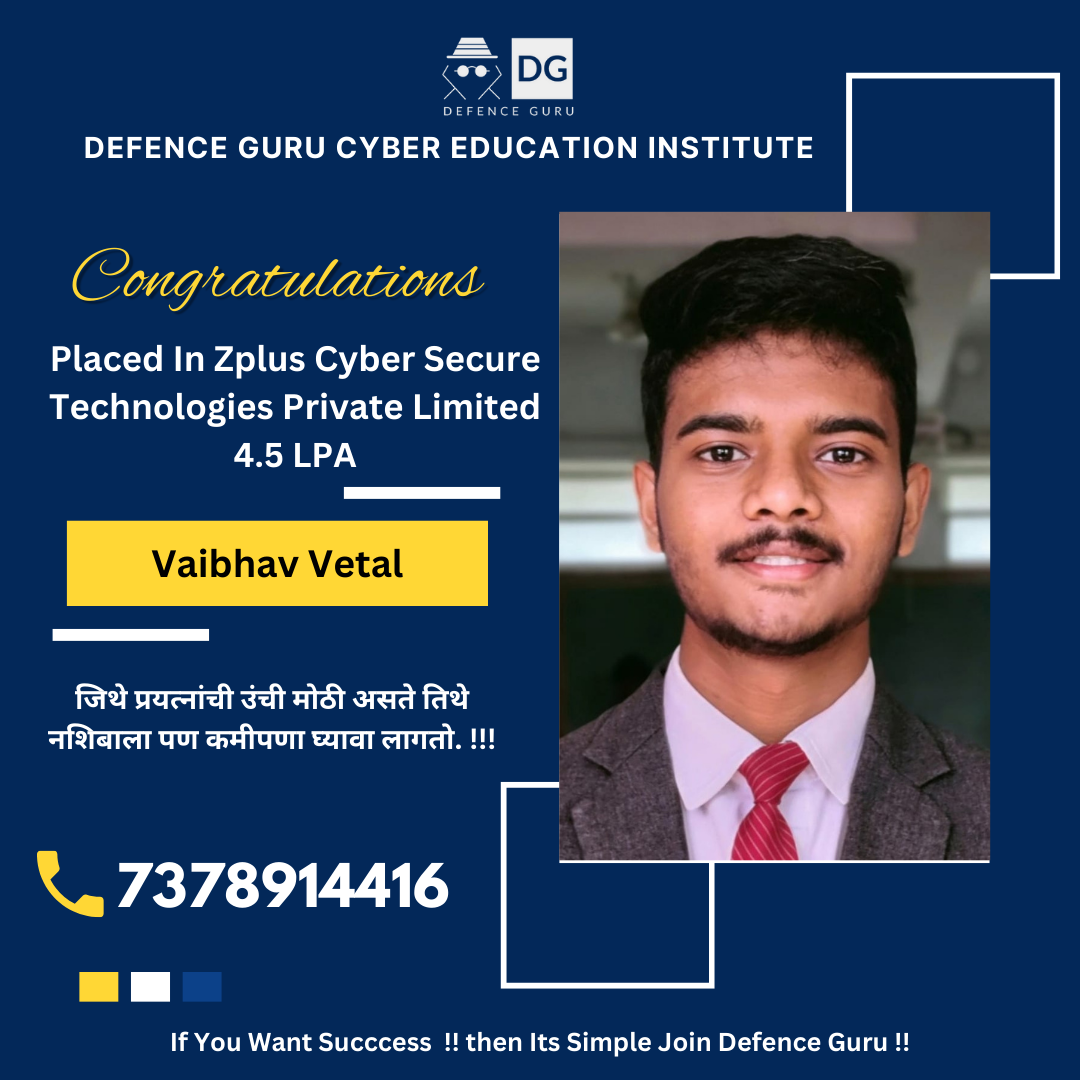 DG
DEFENCE GURU
DEFENCE GURU CYBER EDUCATION INSTITUTE
Congratulations
Placed In Zplus Cyber Secure
Technologies Private Limited
4.5 LPA
Vaibhav Vetal
जिथे प्रयत्नांची उंची मोठी असते तिथे
नशिबाला पण कमीपणा घ्यावा लागतो. !!!
7378914416
If You Want Succcess  !! then Its Simple Join Defence Guru !!